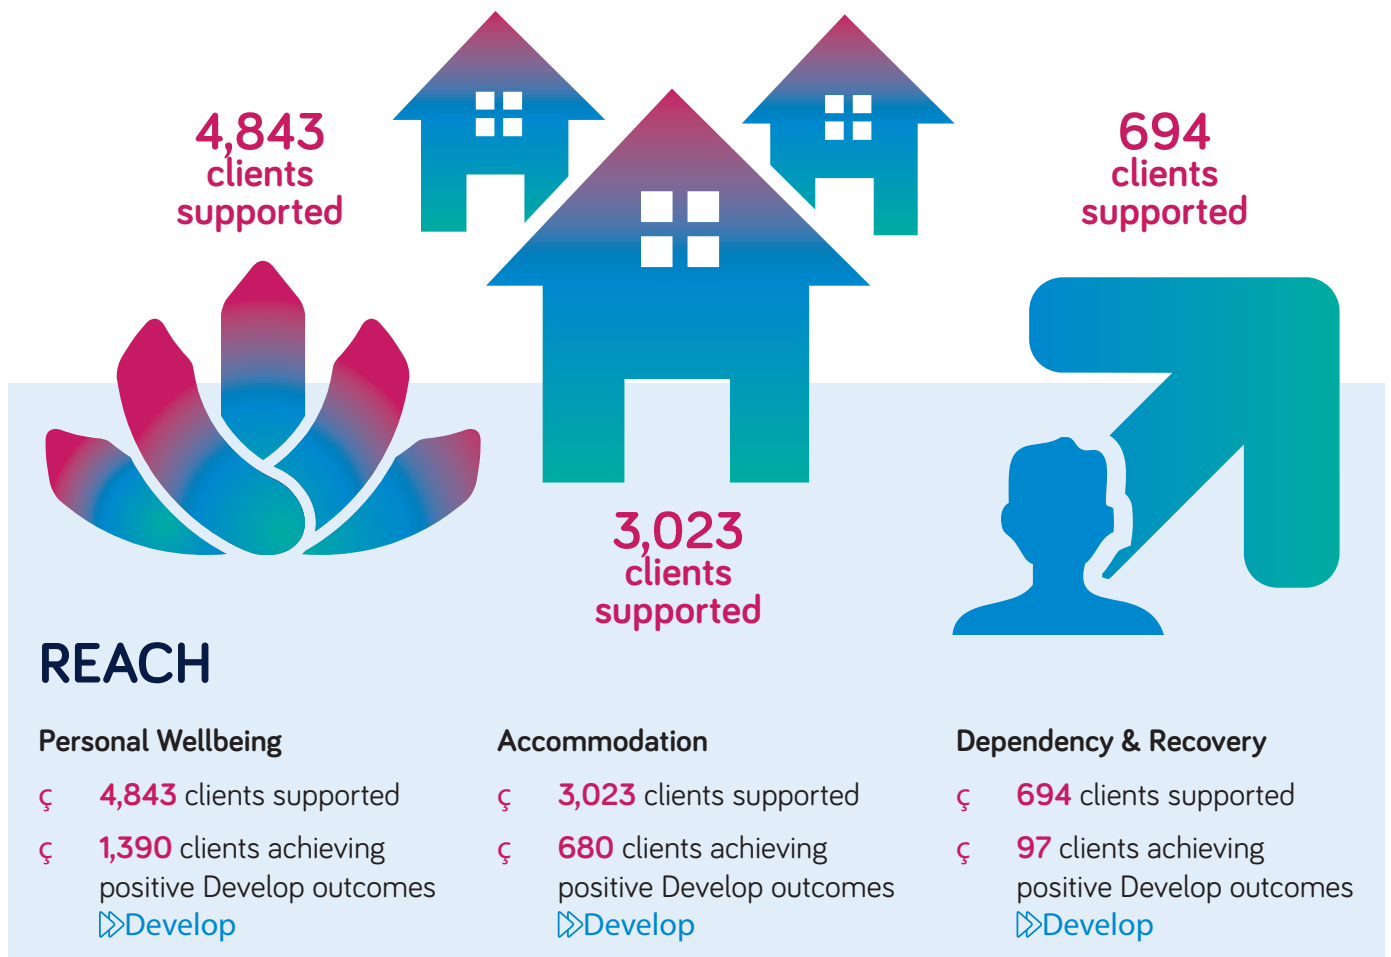 4,843
clients
supported
694
clients
supported
3,023
clients
supported
REACH
Personal Wellbeing
ç 4,843 clients supported
ç 1,390 clients achieving
positive Develop outcomes
Develop
Accommodation
ç 3,023 clients supported
ç 680 clients achieving
positive Develop outcomes
Develop
Dependency & Recovery
ç 694 clients supported
ç 97 clients achieving
positive Develop outcomes
Develop